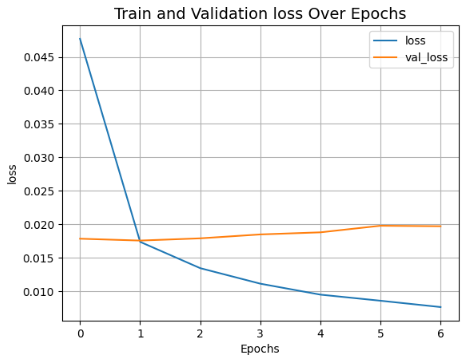 Train and Validation loss Over Epochs
loss
val_loss
0.045
0.040
0.035
0.030
0.025
0.020
0.015
0.010
loss
0 1 2 3 4 5 6
Epochs